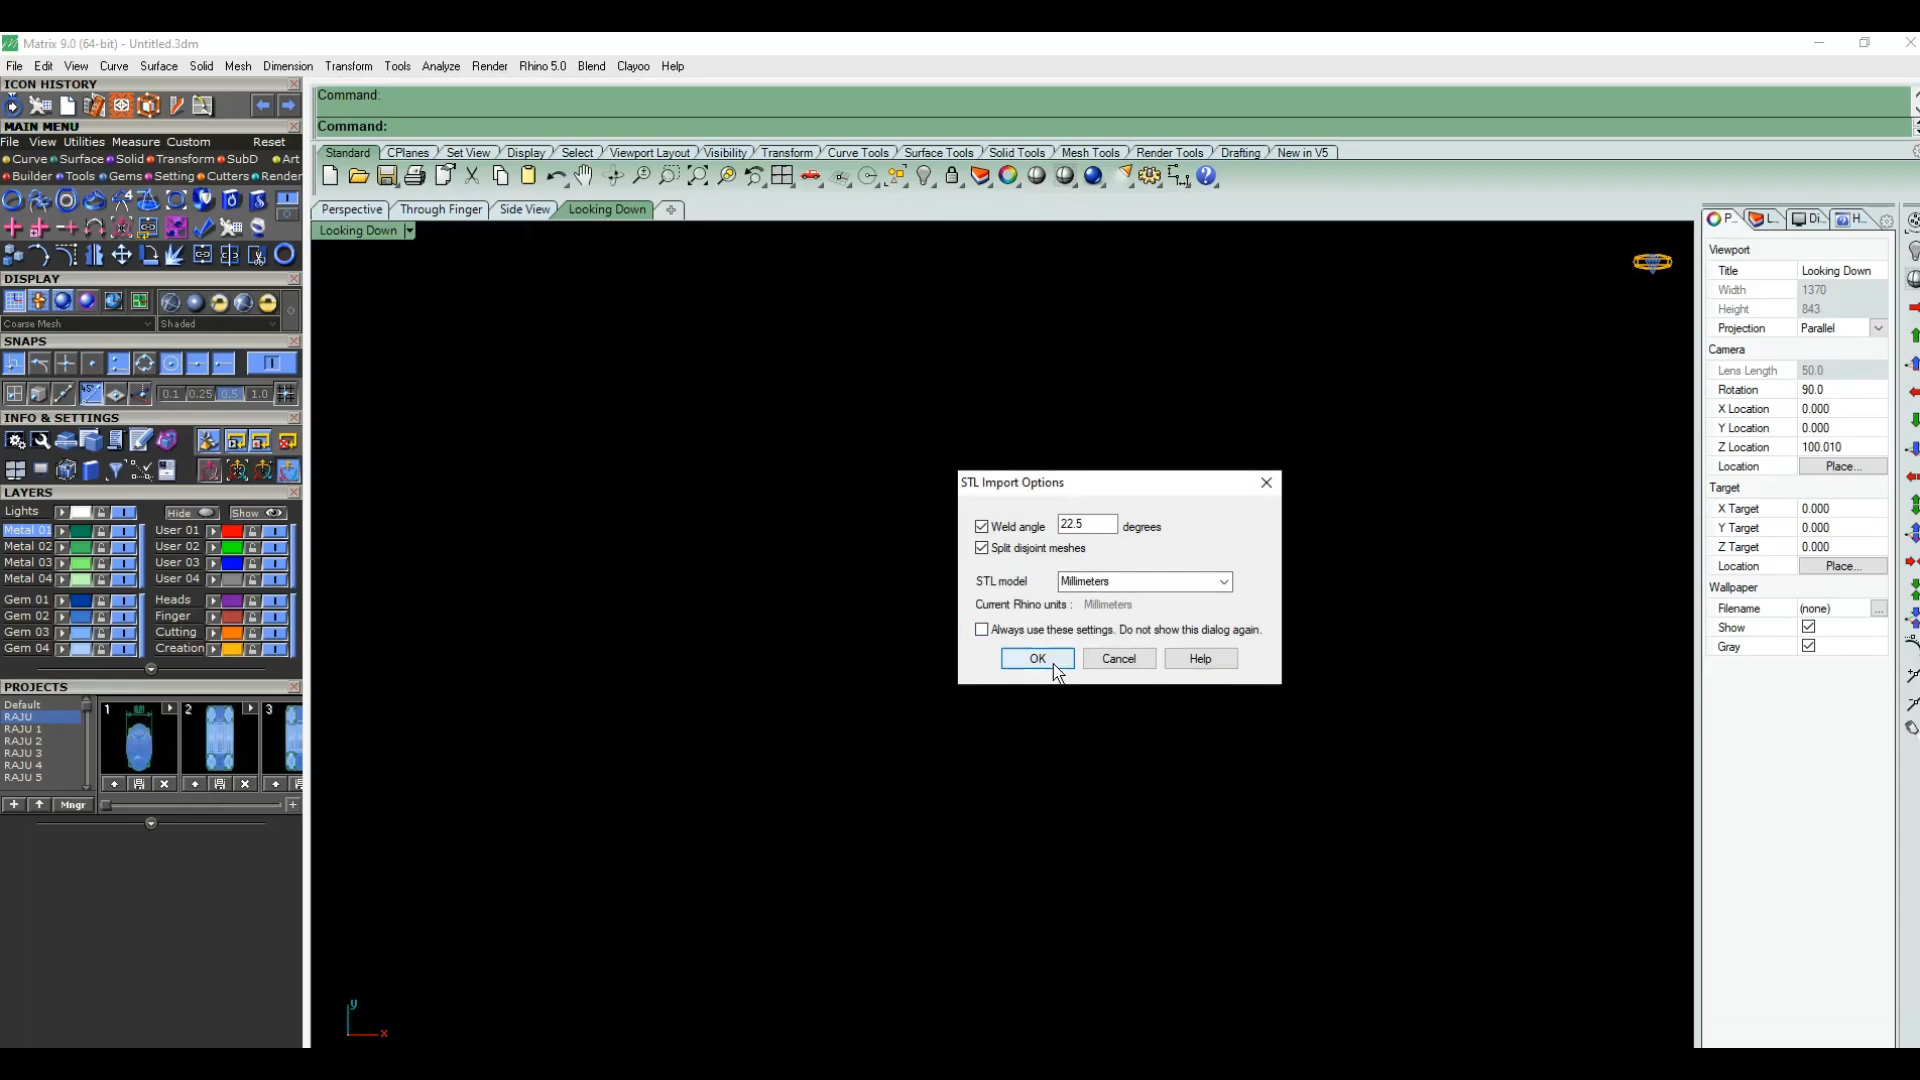 Matrix 9.0 (64-bit) - Untitled.3dm
File Edit View Curve Surface Solid Mesh Dimension Transform Tools Analyze Render Rhino 5.0 Blend Clayoo Help
ICON HISTORY
MAIN MENU
File View Utilities Measure Custom Reset
Curve Surface Solid Transform SubD Art
Builder Tools Gems Setting Cutters Render
DISPLAY
Coarse Mesh Shaded
SNAPS
45°
0.1 0.25 0.5 1.0
INFO & SETTINGS
LAYERS
Lights Hide Show
Metal 01 User 01
Metal 02 User 02
Metal 03 User 03
Metal 04 User 04
Gem 01 Heads
Gem 02 Finger
Gem 03 Cutting
Gem 04 Creation
PROJECTS
Default
RAJU
RAJU 1
RAJU 2
RAJU 3
RAJU 4
RAJU 5
1 2 3
Mngr
Command:
Command:
Standard CPlanes Set View Display Select Viewport Layout Visibility Transform Curve Tools Surface Tools Solid Tools Mesh Tools Render Tools Drafting New in V5
Perspective Through Finger Side View Looking Down
Looking Down
STL Import Options
Weld angle 22.5 degrees
Split disjoint meshes
STL model Millimeters
Current Rhino units : Millimeters
Always use these settings. Do not show this dialog again.
OK Cancel Help
y
x
P... L... Di... H...
Viewport
Title Looking Down
Width 1370
Height 843
Projection Parallel
Camera
Lens Length 50.0
Rotation 90.0
X Location 0.000
Y Location 0.000
Z Location 100.010
Location Place...
Target
X Target 0.000
Y Target 0.000
Z Target 0.000
Location Place...
Wallpaper
Filename (none) ...
Show
Gray